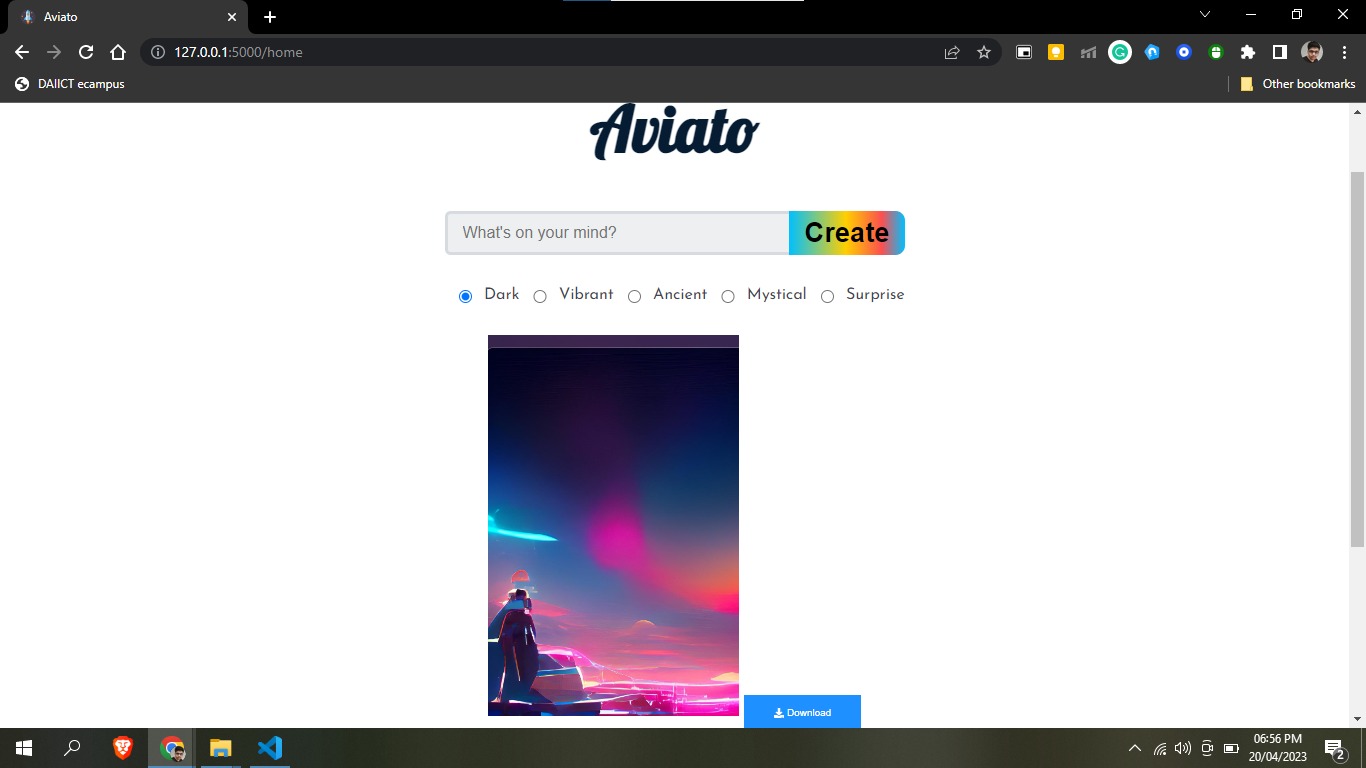 Aviato
127.0.0.1:5000/home
DAIICT ecampus
Other bookmarks
Aviato
What's on your mind?
Create
Dark Vibrant Ancient Mystical Surprise
Download
06:56 PM
20/04/2023
2